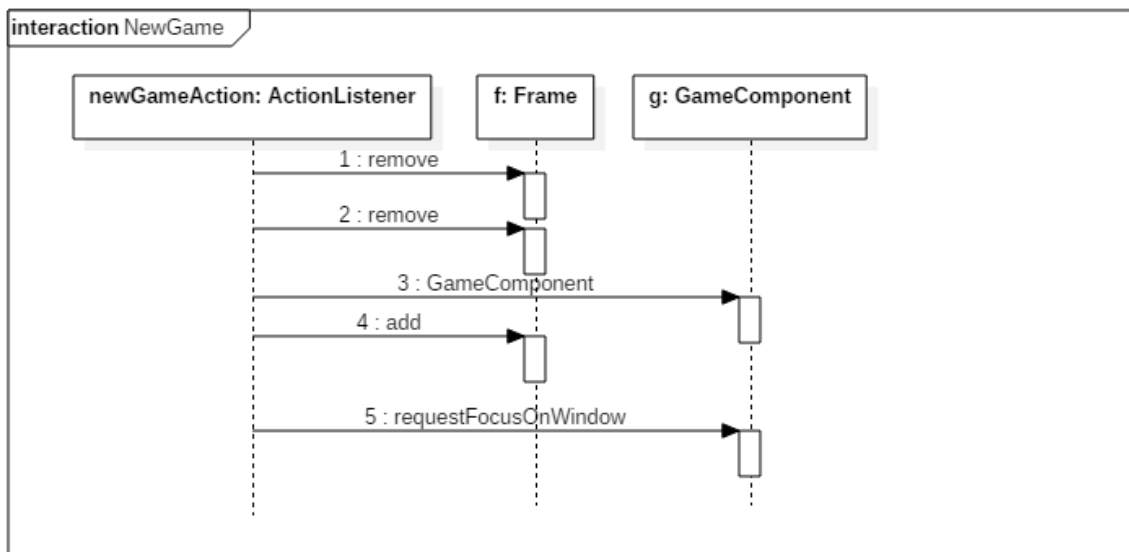 interaction NewGame
newGameAction: ActionListener
f: Frame
g: GameComponent
1 : remove
2 : remove
3 : GameComponent
4 : add
5 : requestFocusOnWindow